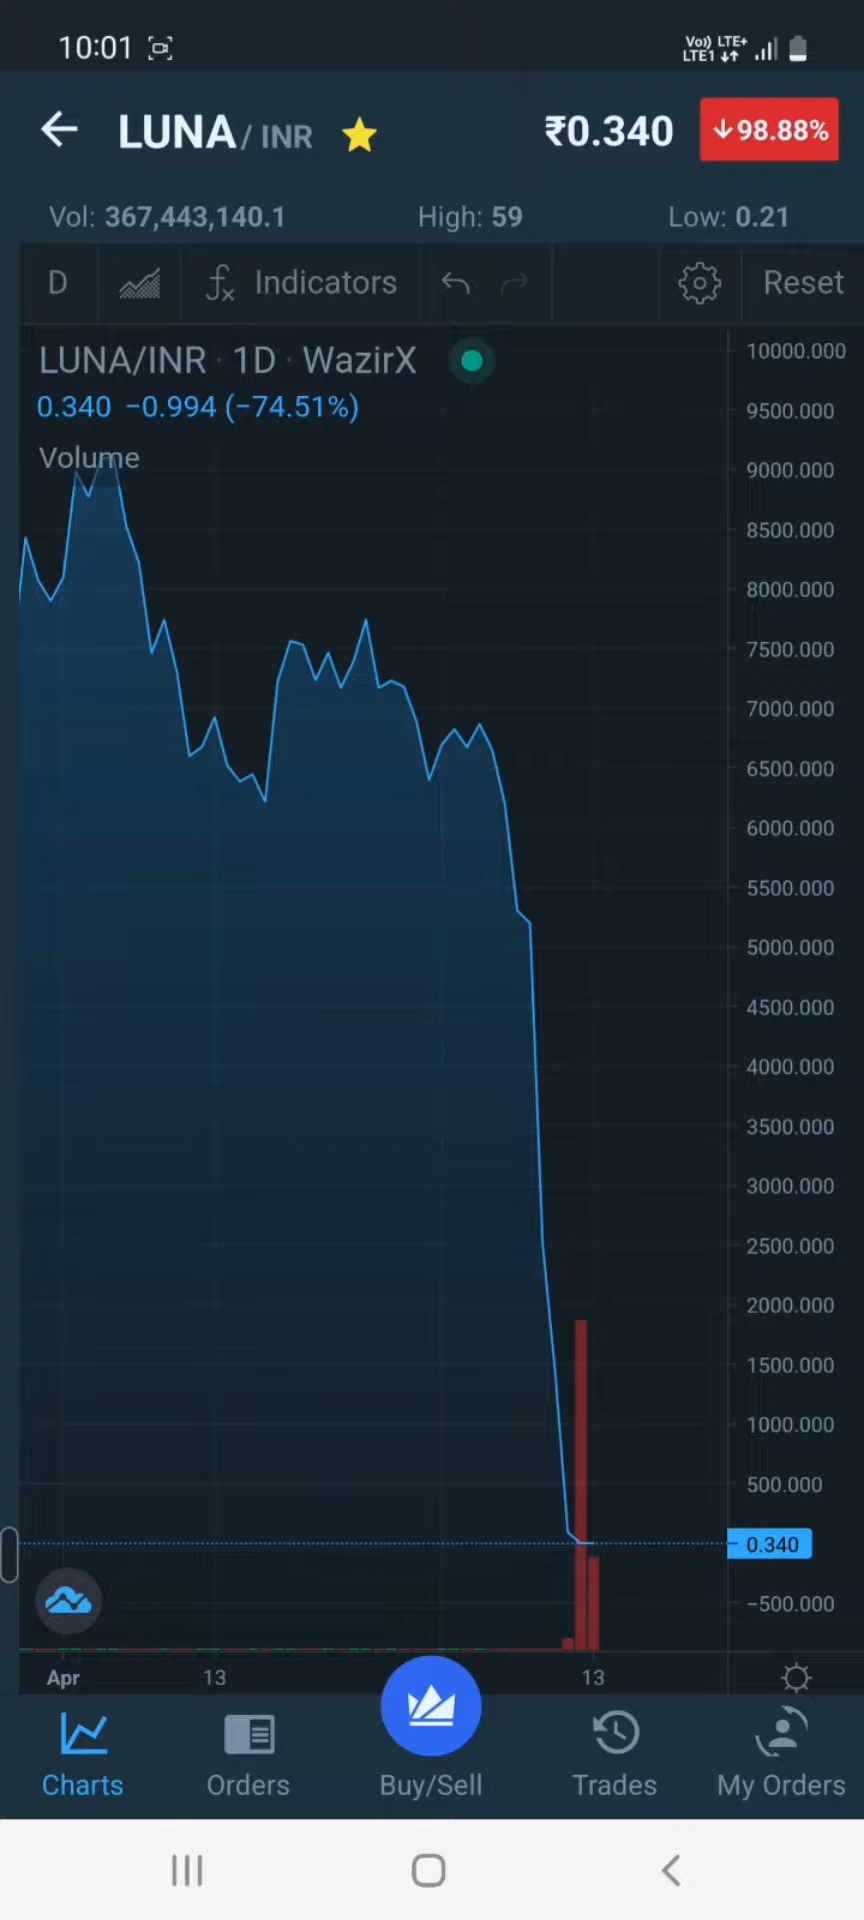 10:01 Vo)) LTE+ LTE1
LUNA / INR ₹0.340 ↓98.88%
Vol: 367,443,140.1 High: 59 Low: 0.21
D fx Indicators Reset
LUNA/INR · 1D · WazirX
0.340 −0.994 (−74.51%)
Volume
10000.000
9500.000
9000.000
8500.000
8000.000
7500.000
7000.000
6500.000
6000.000
5500.000
5000.000
4500.000
4000.000
3500.000
3000.000
2500.000
2000.000
1500.000
1000.000
500.000
0.340
−500.000
Apr 13 13
Charts Orders Buy/Sell Trades My Orders